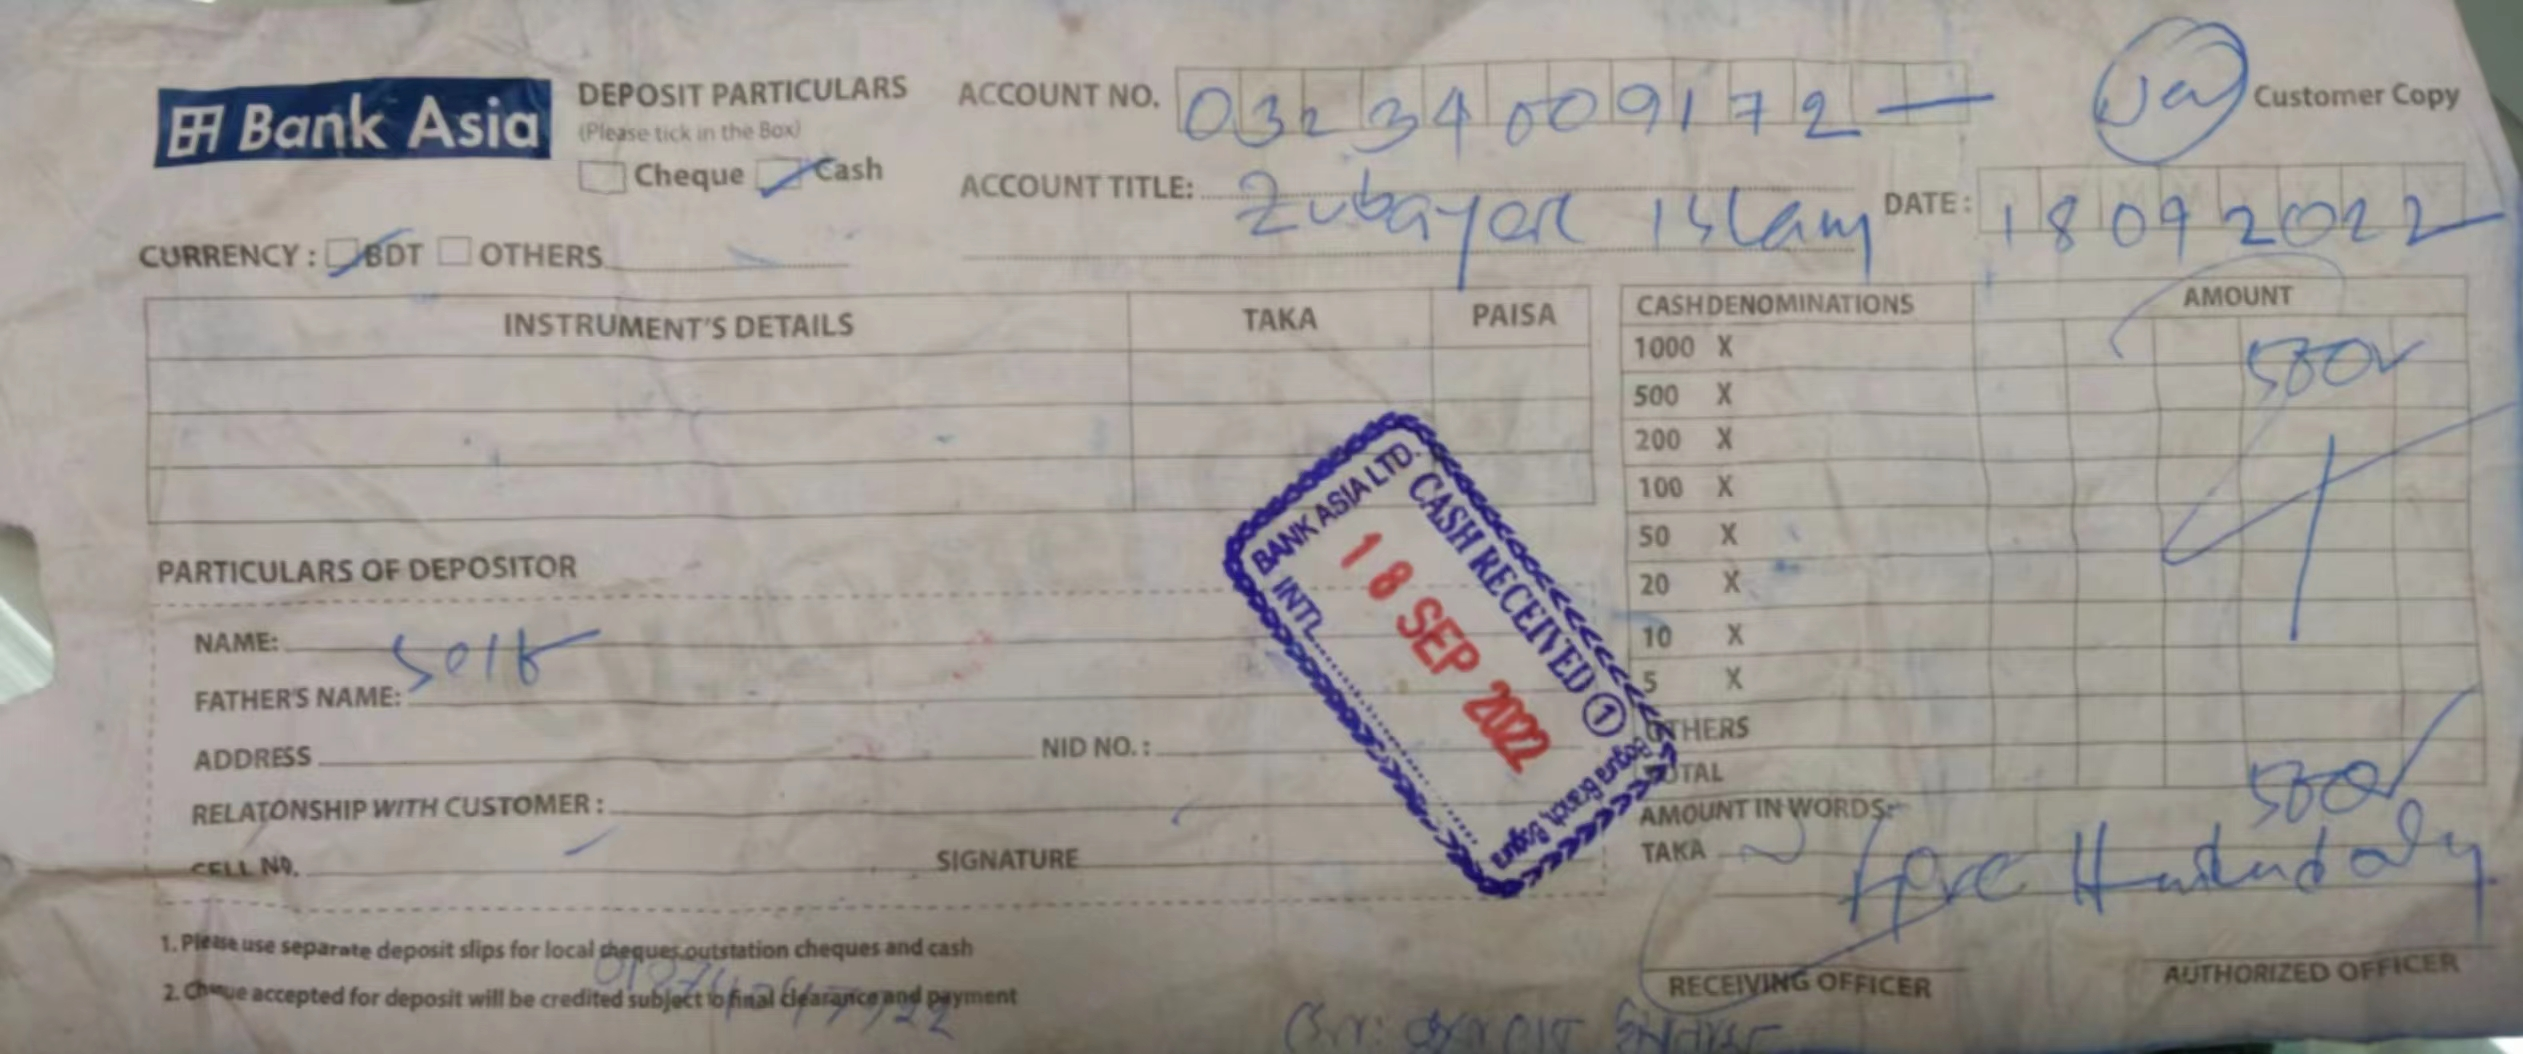 Bank Asia
DEPOSIT PARTICULARS
(Please tick in the Box)
Cheque Cash
ACCOUNT NO. 03234009172
Customer Copy
ACCOUNT TITLE: Zubayer Islam
DATE: 18092022
CURRENCY: BDT OTHERS
INSTRUMENT'S DETAILS TAKA PAISA
CASH DENOMINATIONS AMOUNT
1000 X 500
500 X
200 X
100 X
50 X
20 X
10 X
5 X
OTHERS
TOTAL 500
AMOUNT IN WORDS:
TAKA Five Hundred only
RECEIVING OFFICER AUTHORIZED OFFICER
BANK ASIA LTD. CASH RECEIVED 1
INTL
18 SEP 2022
Bogura Branch, Bogura
PARTICULARS OF DEPOSITOR
NAME: Self
FATHER'S NAME:
ADDRESS NID NO.:
RELATONSHIP WITH CUSTOMER:
CELL NO. SIGNATURE
1. Please use separate deposit slips for local cheques,outstation cheques and cash
2. Cheque accepted for deposit will be credited subject to final clearance and payment